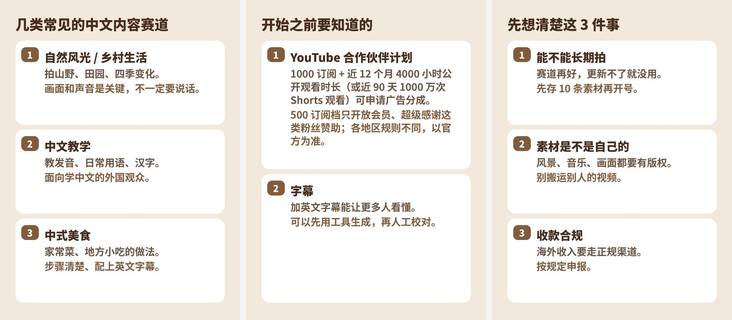 几类常见的中文内容赛道
1 自然风光 / 乡村生活
拍山野、田园、四季变化。
画面和声音是关键，不一定要说话。
2 中文教学
教发音、日常用语、汉字。
面向学中文的外国观众。
3 中式美食
家常菜、地方小吃的做法。
步骤清楚、配上英文字幕。
开始之前要知道的
1 YouTube 合作伙伴计划
1000 订阅 + 近 12 个月 4000 小时公
开观看时长（或近 90 天 1000 万次
Shorts 观看）可申请广告分成。
500 订阅档只开放会员、超级感谢这
类粉丝赞助；各地区规则不同，以官
方为准。
2 字幕
加英文字幕能让更多人看懂。
可以先用工具生成，再人工校对。
先想清楚这 3 件事
1 能不能长期拍
赛道再好，更新不了就没用。
先存 10 条素材再开号。
2 素材是不是自己的
风景、音乐、画面都要有版权。
别搬运别人的视频。
3 收款合规
海外收入要走正规渠道。
按规定申报。